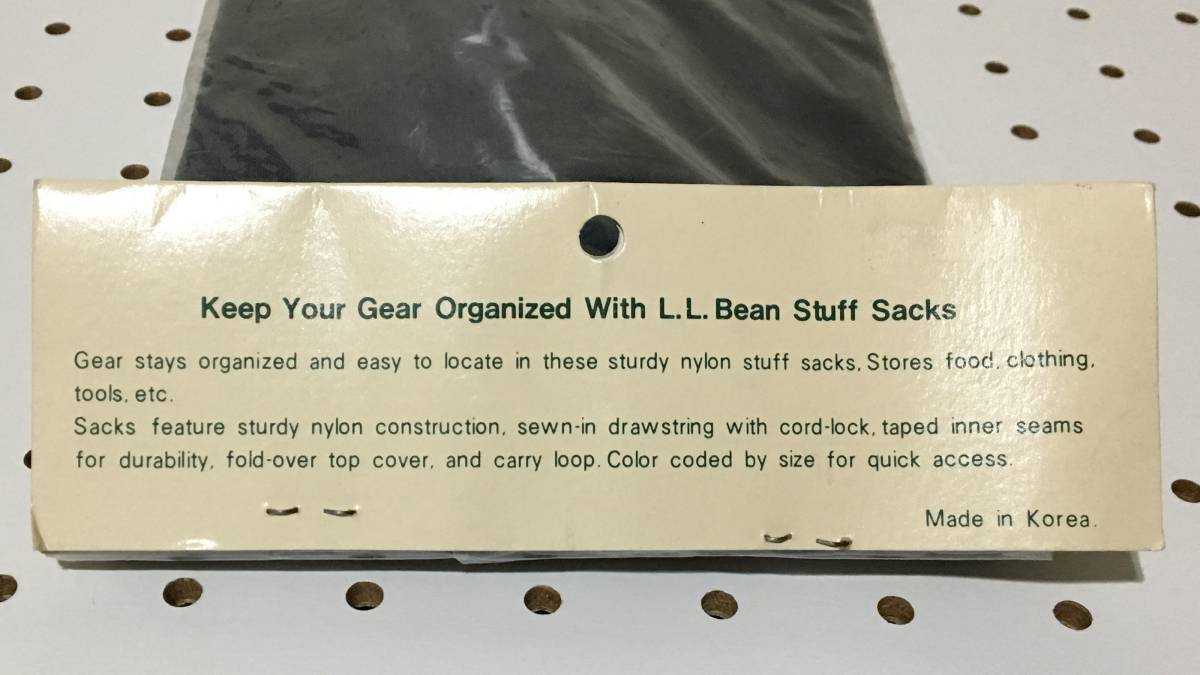 Keep Your Gear Organized With L.L.Bean Stuff Sacks
Gear stays organized and easy to locate in these sturdy nylon stuff sacks. Stores food, clothing,
tools, etc.
Sacks feature sturdy nylon construction, sewn-in drawstring with cord-lock, taped inner seams
for durability, fold-over top cover, and carry loop. Color coded by size for quick access.
Made in Korea.